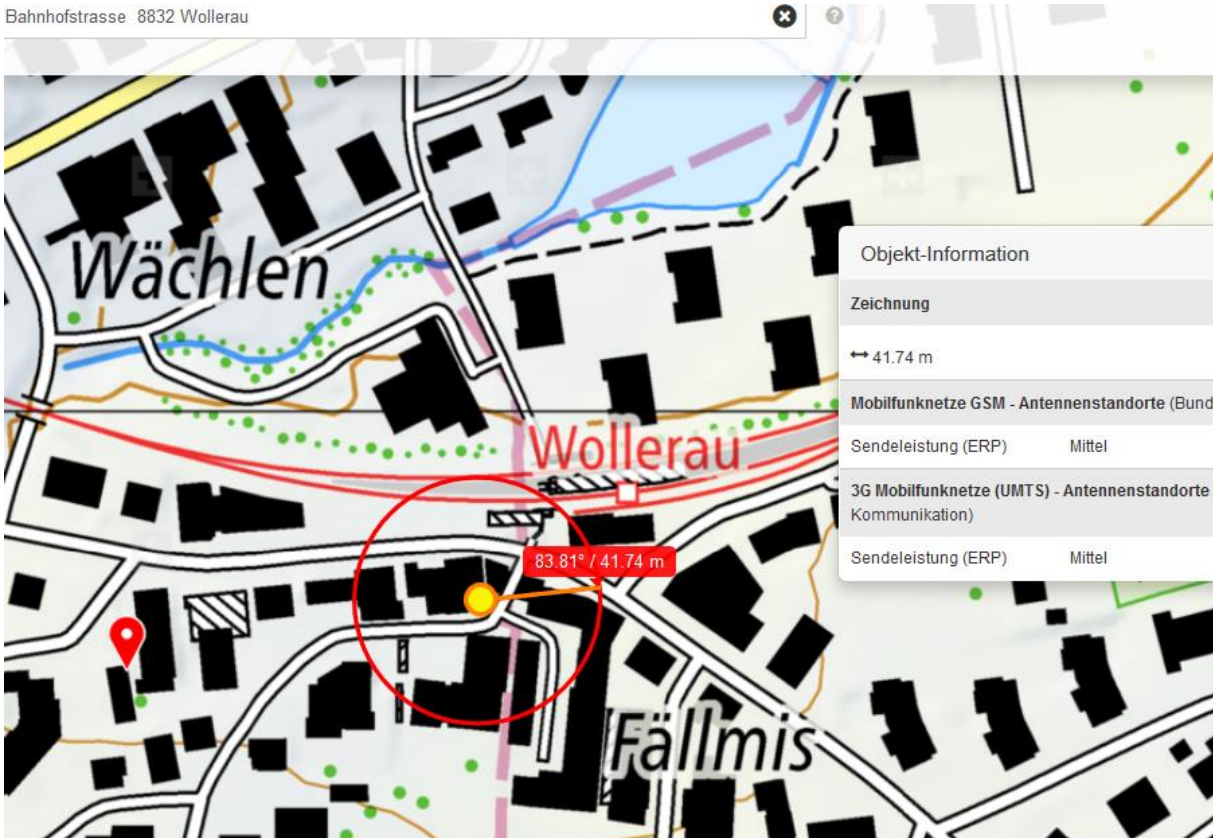 Bahnhofstrasse 8832 Wollerau
Wächlen
Objekt-Information
Zeichnung
41.74 m
Mobilfunknetze GSM - Antennenstandorte (Bund
Sendeleistung (ERP) Mittel
3G Mobilfunknetze (UMTS) - Antennenstandorte
Kommunikation)
Sendeleistung (ERP) Mittel
Wollerau
83.81° / 41.74 m
Fällmis